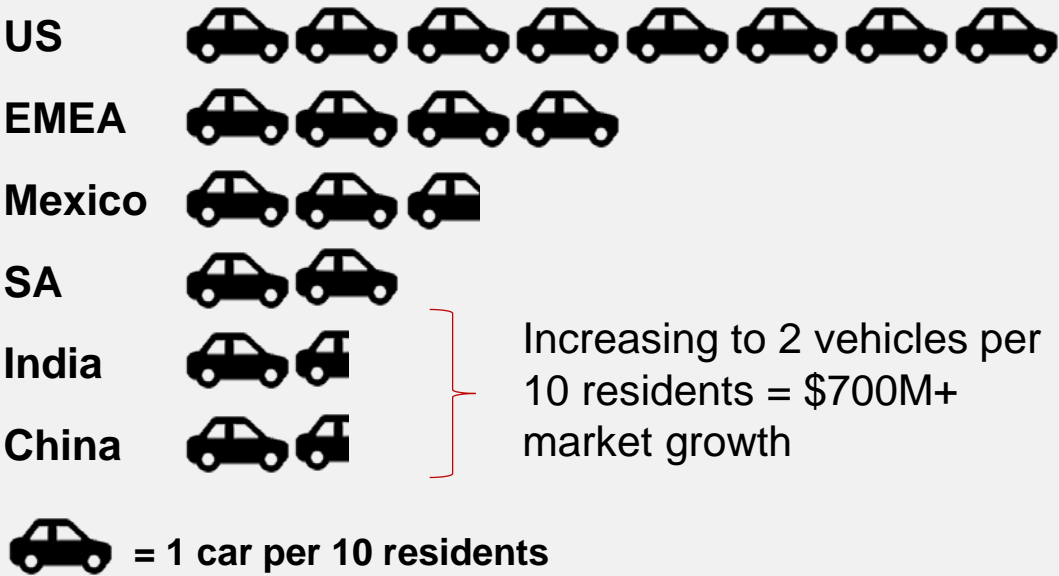 US
EMEA
Mexico
SA
India
China
Increasing to 2 vehicles per
10 residents = $700M+
market growth
= 1 car per 10 residents